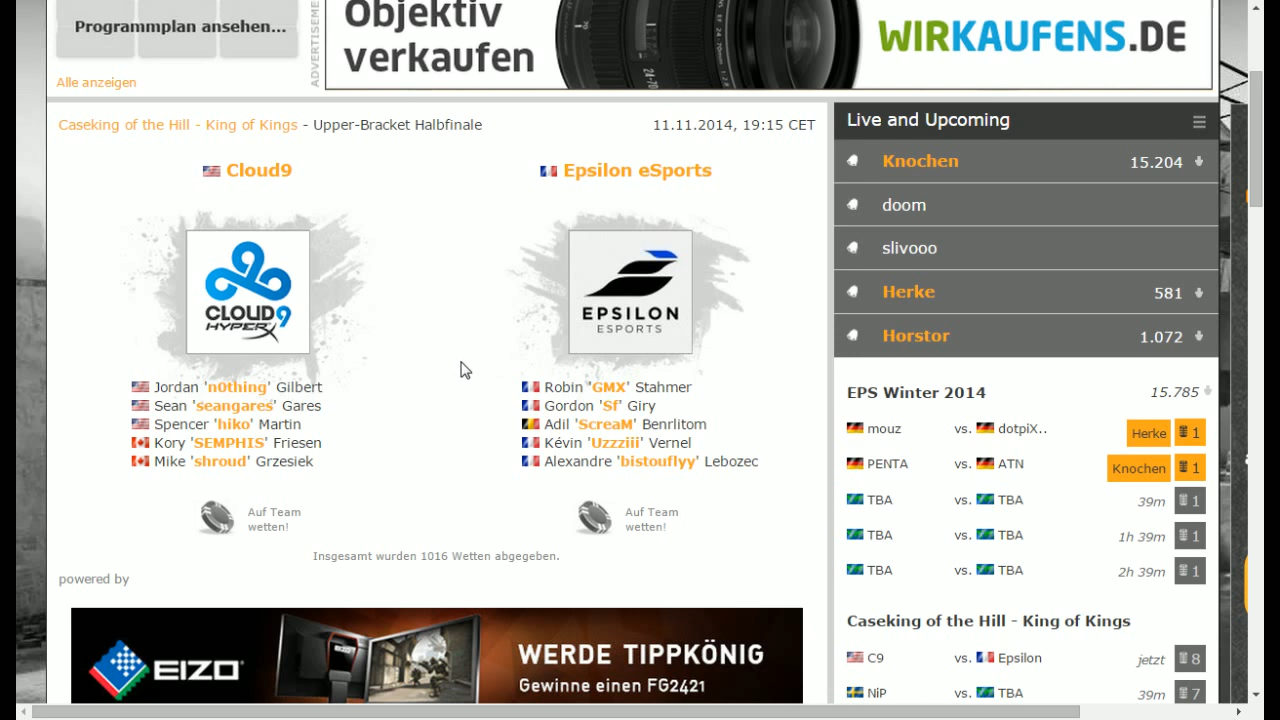 Programmplan ansehen...
Alle anzeigen
Objektiv
verkaufen
24-70
WIRKAUFENS.DE
Caseking of the Hill - King of Kings - Upper-Bracket Halbfinale
11.11.2014, 19:15 CET
Cloud9
Epsilon eSports
CLOUD9
HYPERX
EPSILON
ESPORTS
Jordan 'n0thing' Gilbert
Sean 'seangares' Gares
Spencer 'hiko' Martin
Kory 'SEMPHIS' Friesen
Mike 'shroud' Grzesiek
Robin 'GMX' Stahmer
Gordon 'Sf' Giry
Adil 'ScreaM' Benrlitom
Kévin 'Uzzziii' Vernel
Alexandre 'bistouflyy' Lebozec
Auf Team
wetten!
Auf Team
wetten!
Insgesamt wurden 1016 Wetten abgegeben.
powered by
EIZO
WERDE TIPPKÖNIG
Gewinne einen FG2421
Live and Upcoming
Knochen 15.204
doom
slivooo
Herke 581
Horstor 1.072
EPS Winter 2014 15.785
mouz vs. dotpiX.. Herke 1
PENTA vs. ATN Knochen 1
TBA vs. TBA 39m 1
TBA vs. TBA 1h 39m 1
TBA vs. TBA 2h 39m 1
Caseking of the Hill - King of Kings
C9 vs. Epsilon jetzt 8
NiP vs. TBA 39m 7